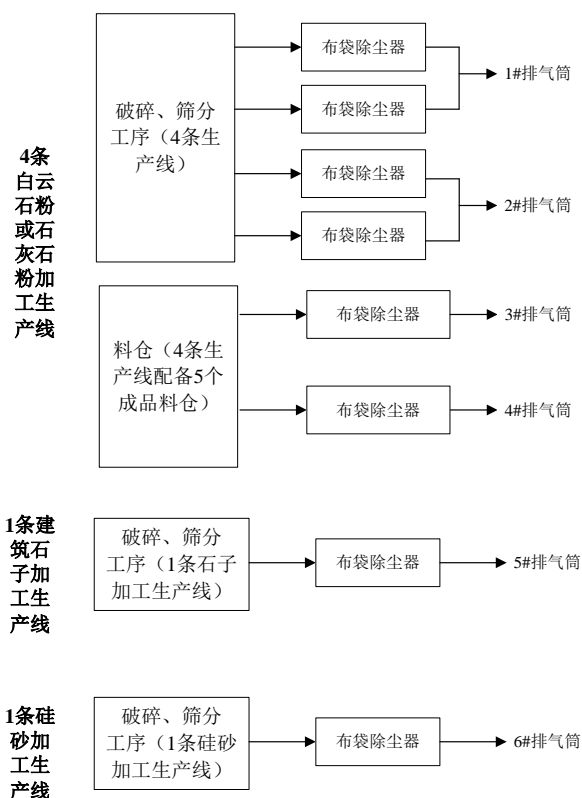 4条
白云
石粉
或石
灰石
粉加
工生
产线
破碎、筛分
工序（4条生
产线）
布袋除尘器
布袋除尘器
1#排气筒
布袋除尘器
布袋除尘器
2#排气筒
料仓（4条生
产线配备5个
成品料仓）
布袋除尘器
3#排气筒
布袋除尘器
4#排气筒
1条建
筑石
子加
工生
产线
破碎、筛分
工序（1条石子
加工生产线）
布袋除尘器
5#排气筒
1条硅
砂加
工生
产线
破碎、筛分
工序（1条硅砂
加工生产线）
布袋除尘器
6#排气筒